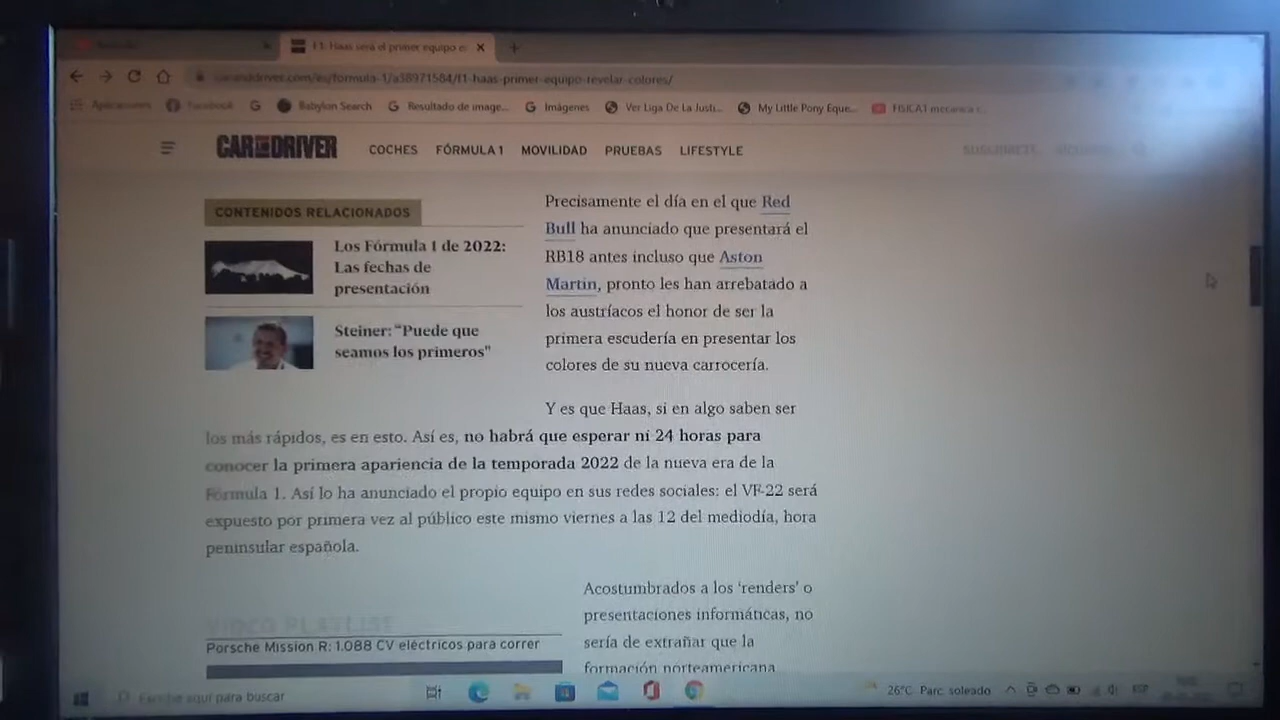 F1: Haas será el primer equipo e
caranddriver.com/es/formula-1/a38971584/f1-haas-primer-equipo-revelar-colores/
Aplicaciones
Facebook
G
Babylon Search
Resultado de image...
Imágenes
Ver Liga De La Justi...
My Little Pony Eque...
FISICA1 mecanica
CAR AND DRIVER
COCHES
FÓRMULA 1
MOVILIDAD
PRUEBAS
LIFESTYLE
CONTENIDOS RELACIONADOS
Los Fórmula 1 de 2022:
Las fechas de
presentación
Steiner: "Puede que
seamos los primeros"
Precisamente el día en el que Red
Bull ha anunciado que presentará el
RB18 antes incluso que Aston
Martin, pronto les han arrebatado a
los austríacos el honor de ser la
primera escudería en presentar los
colores de su nueva carrocería.
Y es que Haas, si en algo saben ser
los más rápidos, es en esto. Así es, no habrá que esperar ni 24 horas para
conocer la primera apariencia de la temporada 2022 de la nueva era de la
Fórmula 1. Así lo ha anunciado el propio equipo en sus redes sociales: el VF-22 será
expuesto por primera vez al público este mismo viernes a las 12 del mediodía, hora
peninsular española.
VIDEO PLAYLIST
Porsche Mission R: 1.088 CV eléctricos para correr
Acostumbrados a los 'renders' o
presentaciones informáticas, no
sería de extrañar que la
formación norteamericana
Escribe aquí para buscar
26°C Parc. soleado
ESP